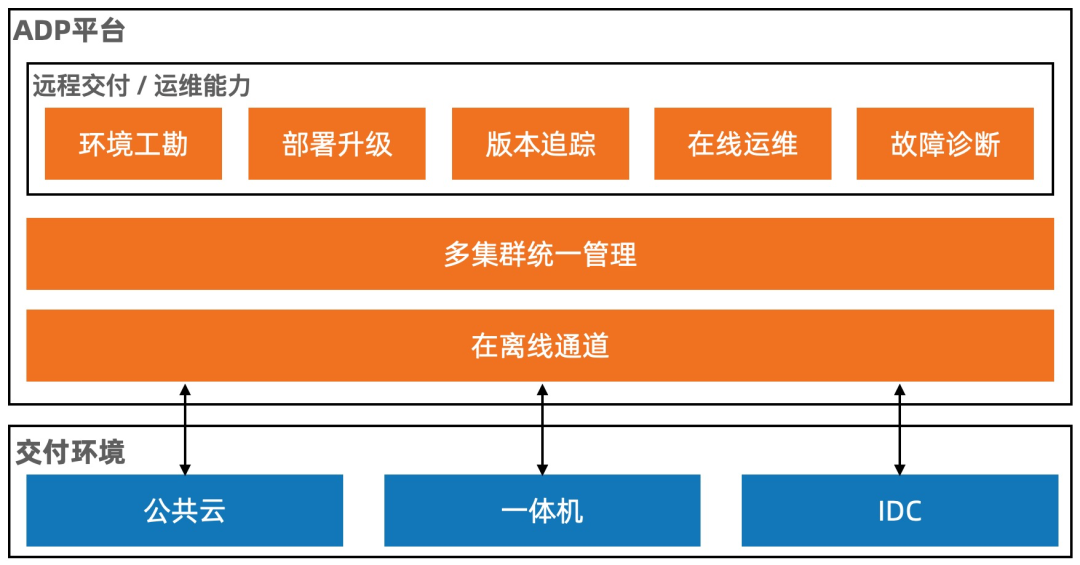 ADP平台
远程交付 / 运维能力
环境工勘
部署升级
版本追踪
在线运维
故障诊断
多集群统一管理
在离线通道
交付环境
公共云
一体机
IDC